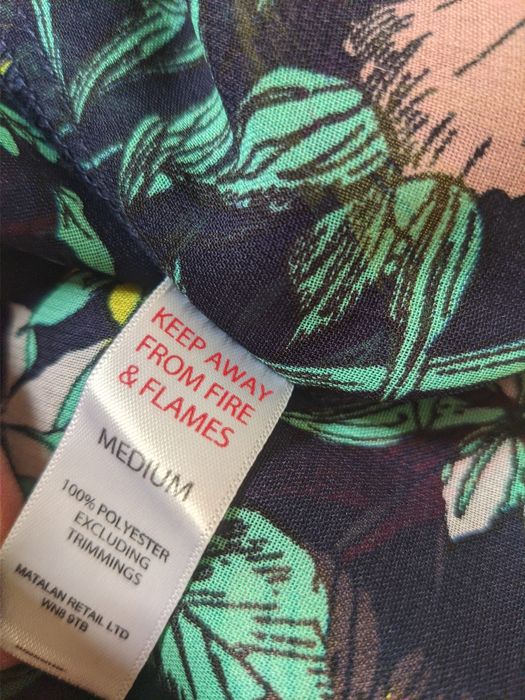 KEEP AWAY
FROM FIRE
& FLAMES
MEDIUM
100% POLYESTER
EXCLUDING
TRIMMINGS
MATALAN RETAIL LTD
WN8 9TB